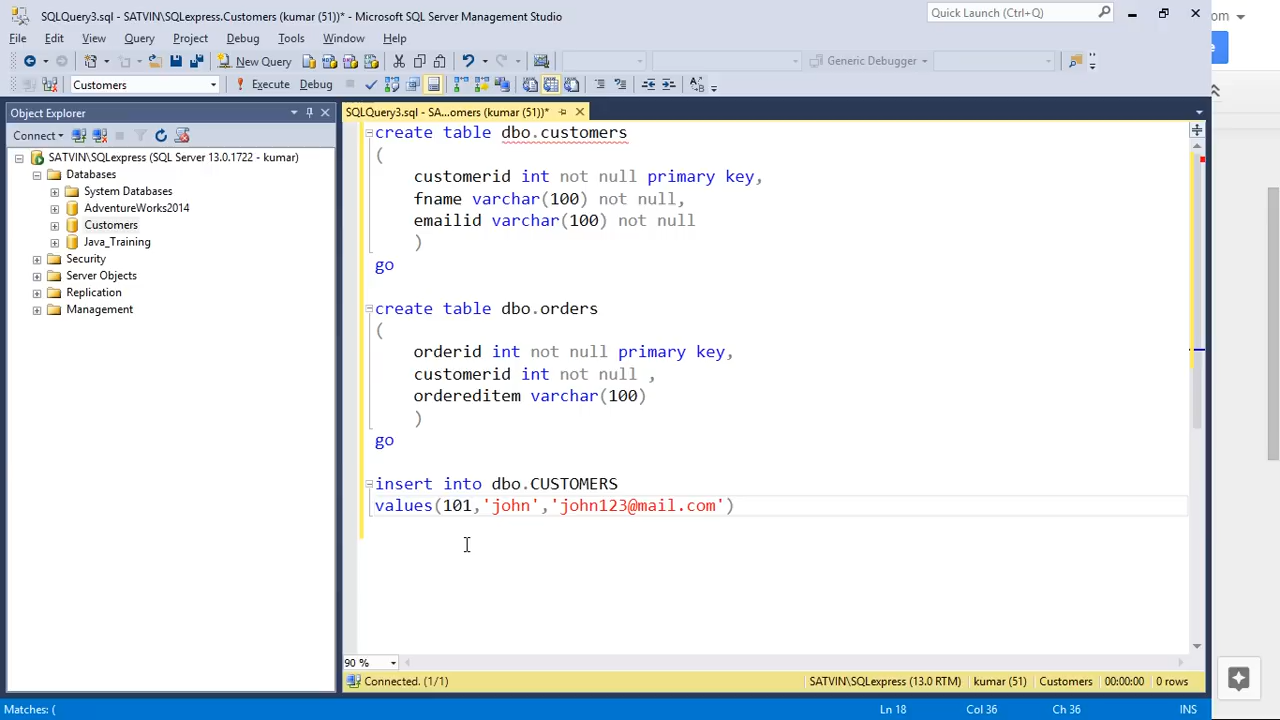 SQLQuery3.sql - SATVIN\SQLexpress.Customers (kumar (51))* - Microsoft SQL Server Management Studio
Quick Launch (Ctrl+Q)
om
File Edit View Query Project Debug Tools Window Help
New Query
Generic Debugger
Customers
Execute Debug
Object Explorer
SQLQuery3.sql - SA...omers (kumar (51))*
Connect
SATVIN\SQLexpress (SQL Server 13.0.1722 - kumar)
Databases
System Databases
AdventureWorks2014
Customers
Java_Training
Security
Server Objects
Replication
Management
create table dbo.customers
(
customerid int not null primary key,
fname varchar(100) not null,
emailid varchar(100) not null
)
go
create table dbo.orders
(
orderid int not null primary key,
customerid int not null ,
ordereditem varchar(100)
)
go
insert into dbo.CUSTOMERS
values(101,'john','john123@mail.com')
90 %
Connected. (1/1)
SATVIN\SQLexpress (13.0 RTM) kumar (51) Customers 00:00:00 0 rows
Matches: (
Ln 18 Col 36 Ch 36 INS